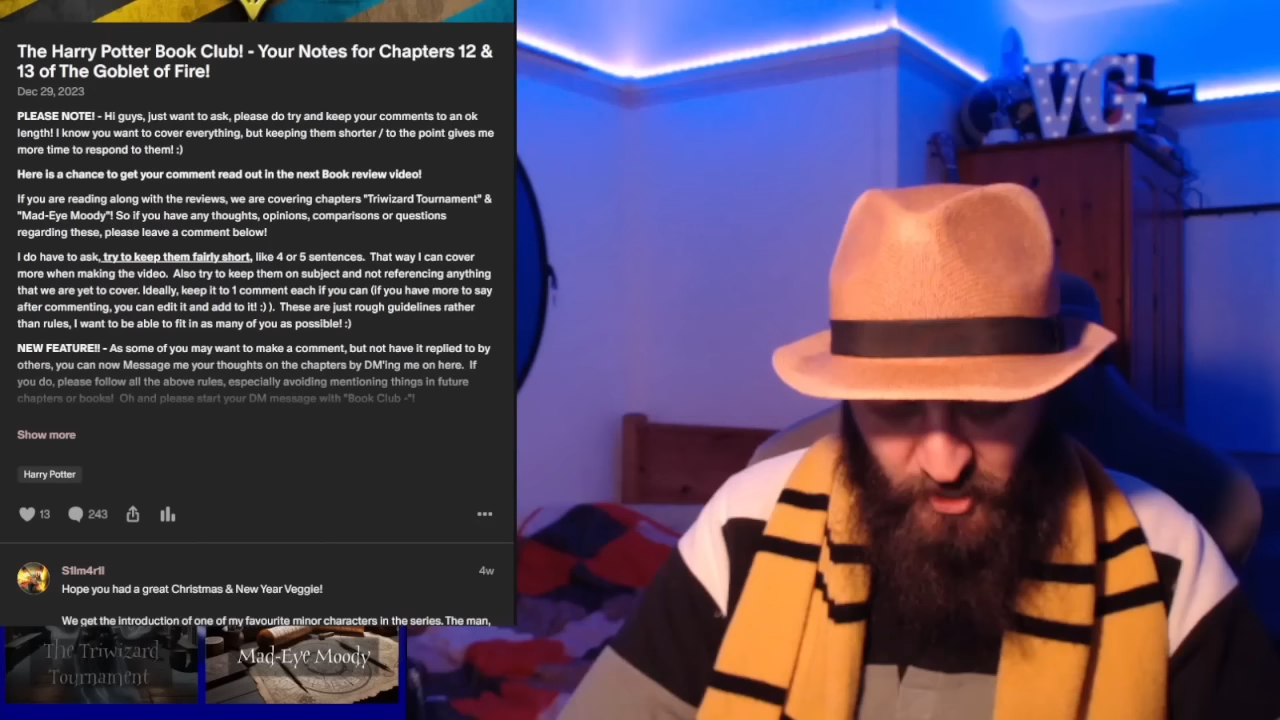 The Harry Potter Book Club! - Your Notes for Chapters 12 &
13 of The Goblet of Fire!
Dec 29, 2023
PLEASE NOTE! - Hi guys, just want to ask, please do try and keep your comments to an ok
length! I know you want to cover everything, but keeping them shorter / to the point gives me
more time to respond to them! :)
Here is a chance to get your comment read out in the next Book review video!
If you are reading along with the reviews, we are covering chapters "Triwizard Tournament" &
"Mad-Eye Moody"! So if you have any thoughts, opinions, comparisons or questions
regarding these, please leave a comment below!
I do have to ask, try to keep them fairly short, like 4 or 5 sentences. That way I can cover
more when making the video. Also try to keep them on subject and not referencing anything
that we are yet to cover. Ideally, keep it to 1 comment each if you can (if you have more to say
after commenting, you can edit it and add to it! :) ). These are just rough guidelines rather
than rules, I want to be able to fit in as many of you as possible! :)
NEW FEATURE!! - As some of you may want to make a comment, but not have it replied to by
others, you can now Message me your thoughts on the chapters by DM'ing me on here. If
you do, please follow all the above rules, especially avoiding mentioning things in future
chapters or books! Oh and please start your DM message with "Book Club -"!
Show more
Harry Potter
13
243
S1lm4r1l
4w
Hope you had a great Christmas & New Year Veggie!
We get the introduction of one of my favourite minor characters in the series. The man,
The Triwizard
Tournament
Mad-Eye Moody
VG